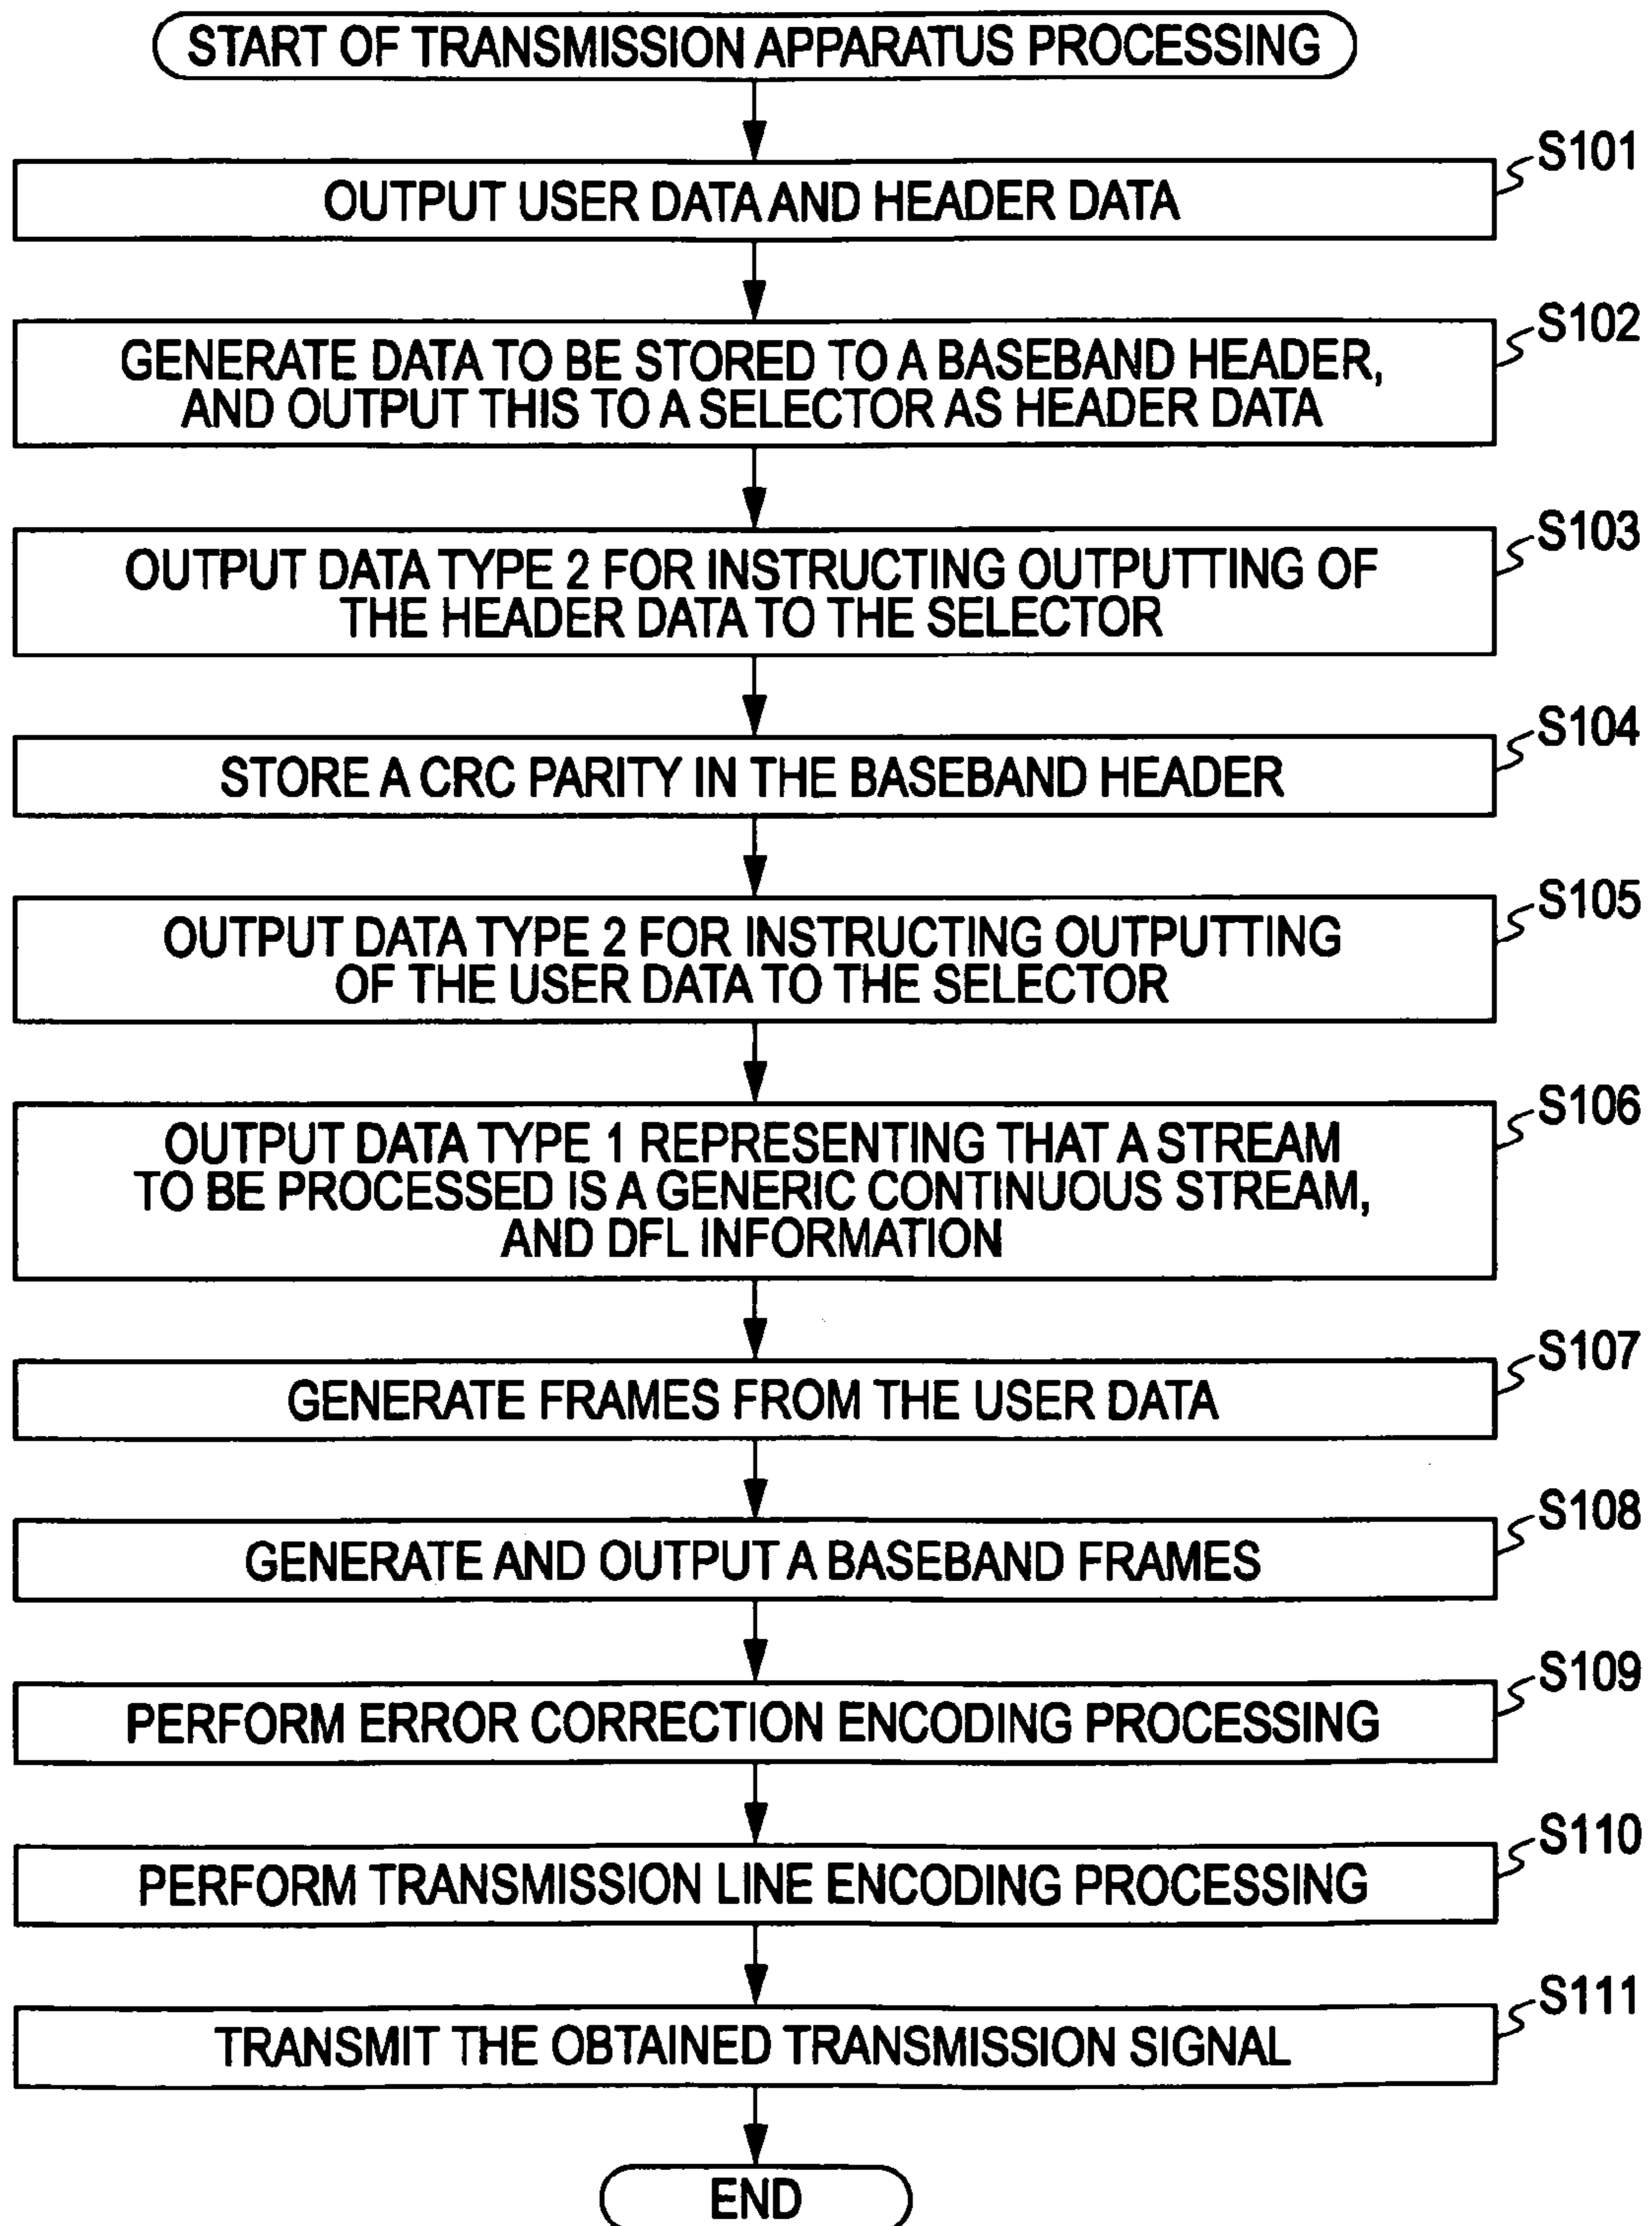 START OF TRANSMISSION APPARATUS PROCESSING
S101
OUTPUT USER DATA AND HEADER DATA
S102
GENERATE DATA TO BE STORED TO A BASEBAND HEADER,
AND OUTPUT THIS TO A SELECTOR AS HEADER DATA
S103
OUTPUT DATA TYPE 2 FOR INSTRUCTING OUTPUTTING OF
THE HEADER DATA TO THE SELECTOR
S104
STORE A CRC PARITY IN THE BASEBAND HEADER
S105
OUTPUT DATA TYPE 2 FOR INSTRUCTING OUTPUTTING
OF THE USER DATA TO THE SELECTOR
S106
OUTPUT DATA TYPE 1 REPRESENTING THAT A STREAM
TO BE PROCESSED IS A GENERIC CONTINUOUS STREAM,
AND DFL INFORMATION
S107
GENERATE FRAMES FROM THE USER DATA
S108
GENERATE AND OUTPUT A BASEBAND FRAMES
S109
PERFORM ERROR CORRECTION ENCODING PROCESSING
S110
PERFORM TRANSMISSION LINE ENCODING PROCESSING
S111
TRANSMIT THE OBTAINED TRANSMISSION SIGNAL
END